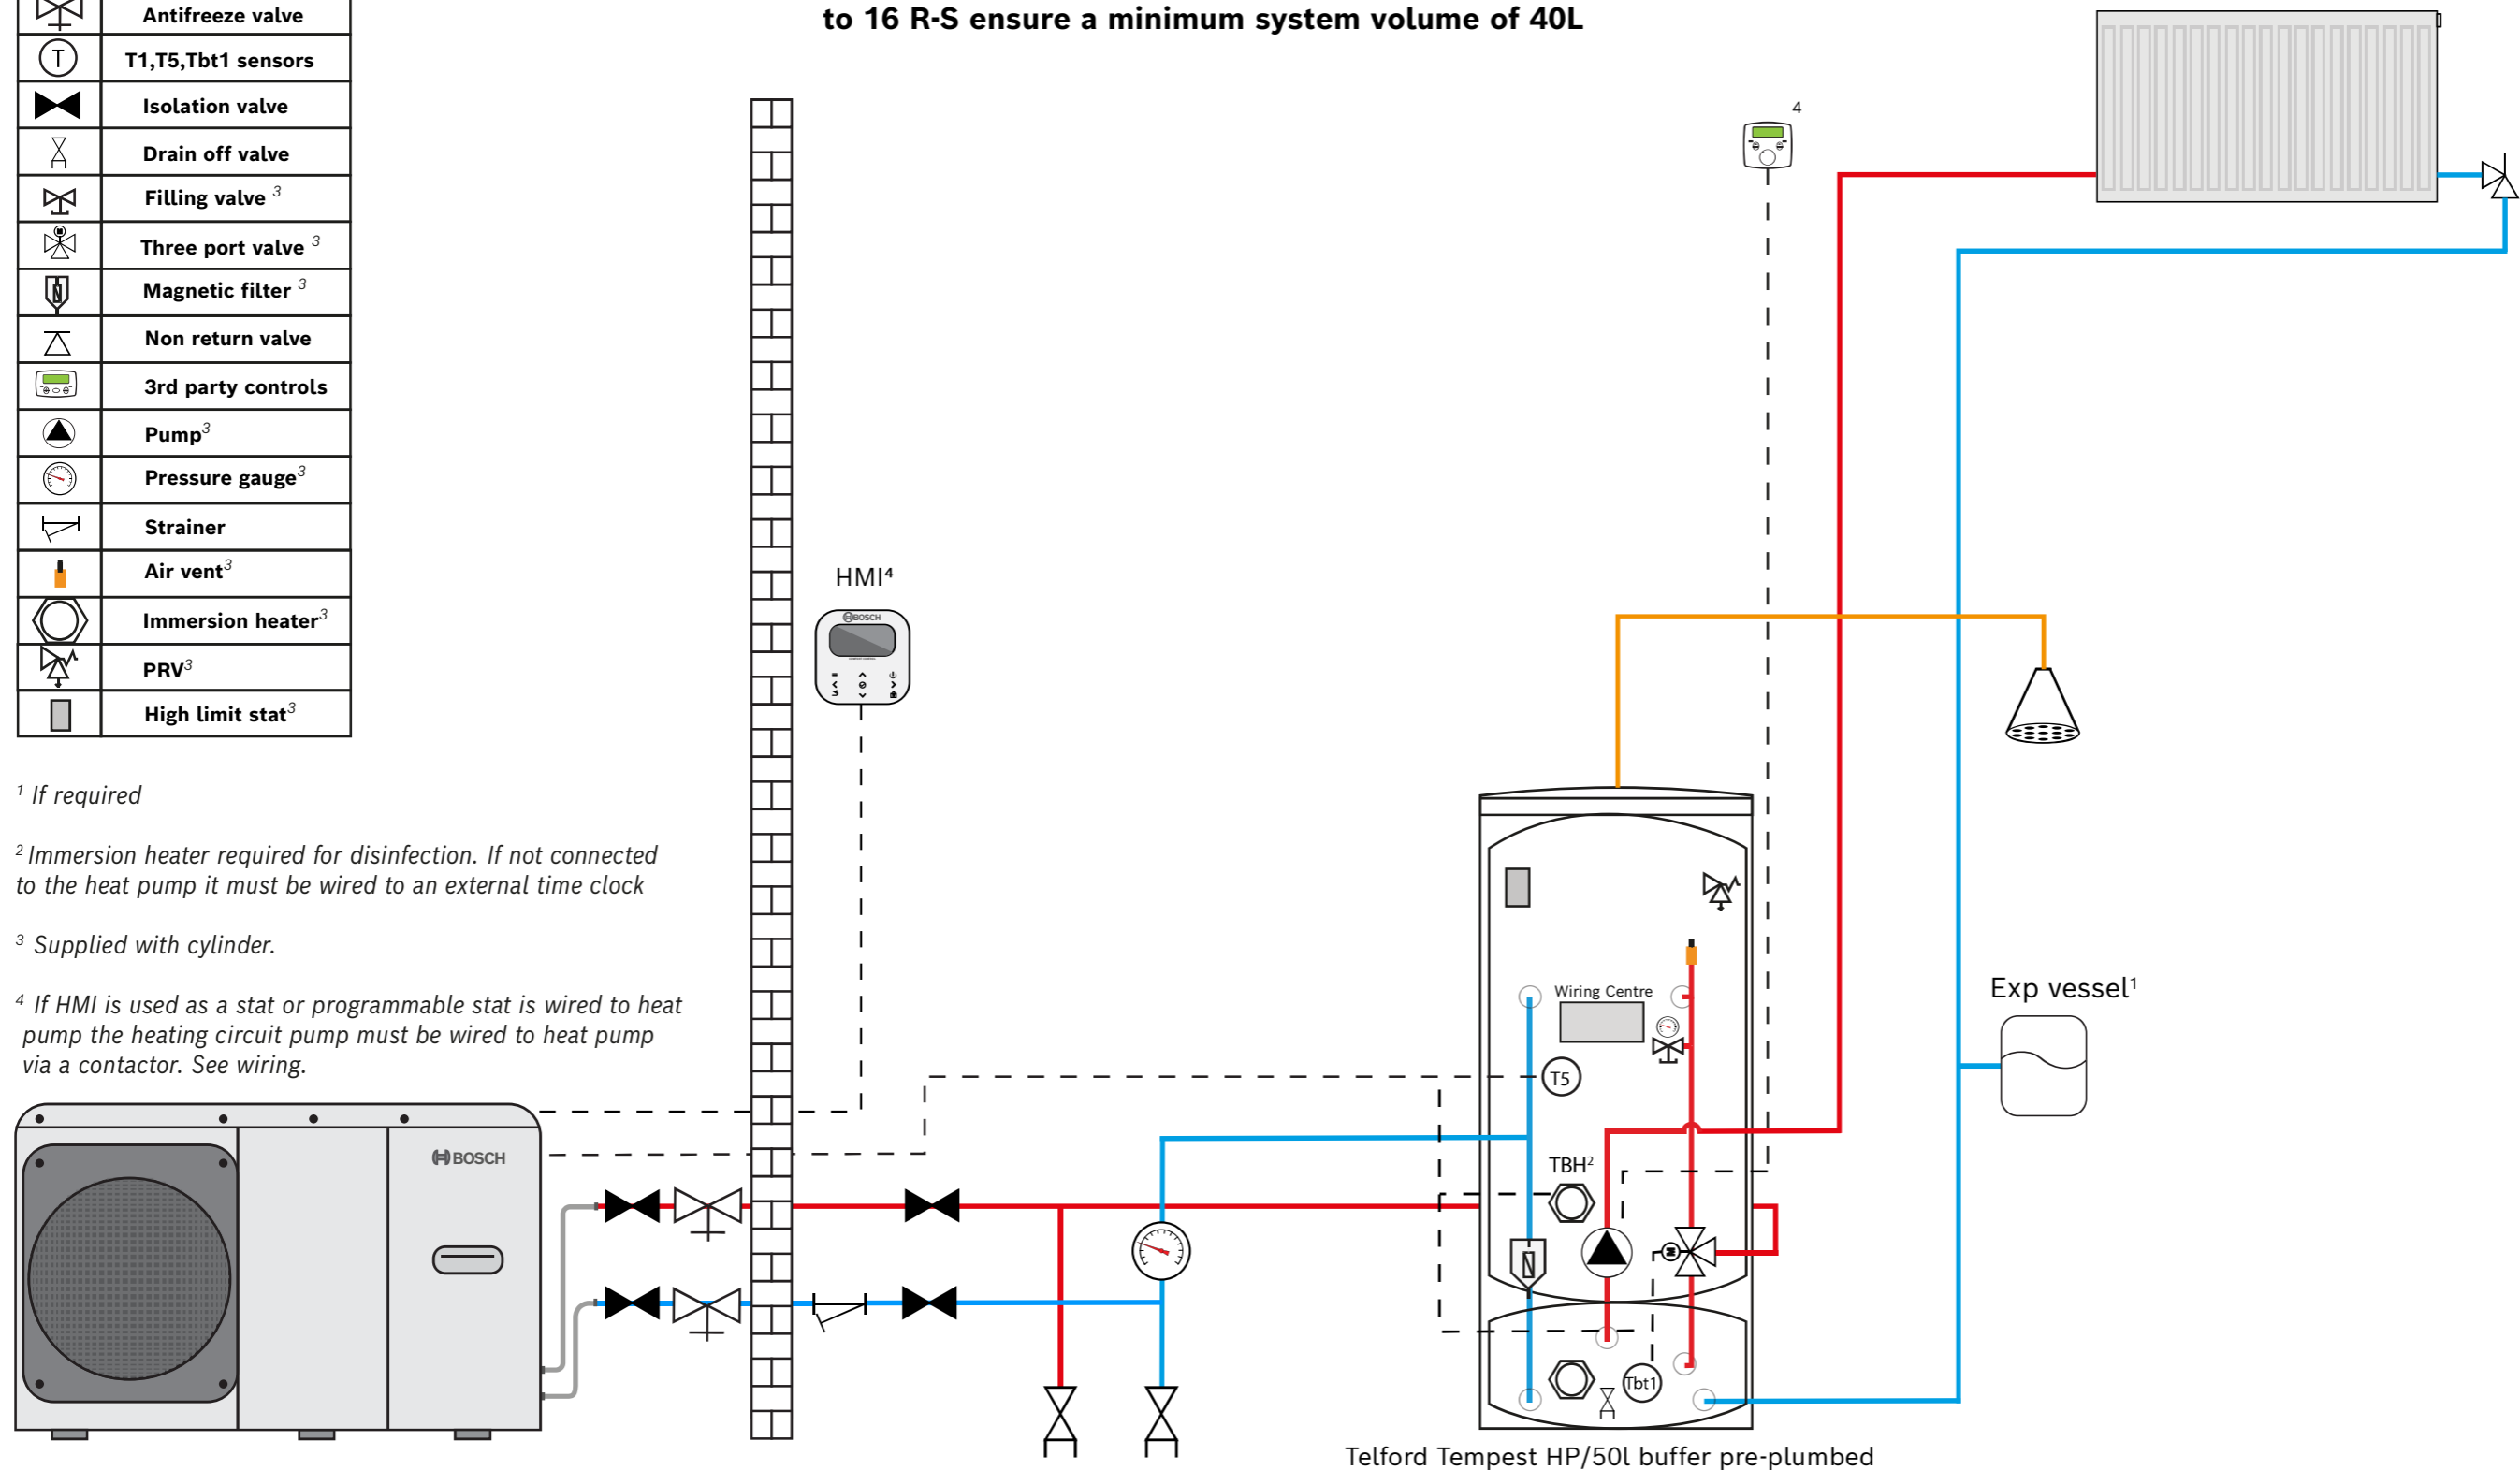 to 16 R-S ensure a minimum system volume of 40L
Antifreeze valve
T
T1,T5,Tbt1 sensors
Isolation valve
Drain off valve
Filling valve 3
Three port valve 3
Magnetic filter 3
Non return valve
3rd party controls
Pump3
Pressure gauge3
Strainer
Air vent3
Immersion heater3
PRV3
High limit stat3
1 If required
2 Immersion heater required for disinfection. If not connected
to the heat pump it must be wired to an external time clock
3 Supplied with cylinder.
4 If HMI is used as a stat or programmable stat is wired to heat
pump the heating circuit pump must be wired to heat pump
via a contactor. See wiring.
BOSCH
HMI4
BOSCH
4
Wiring Centre
T5
TBH2
M
Tbt1
Exp vessel1
Telford Tempest HP/50l buffer pre-plumbed